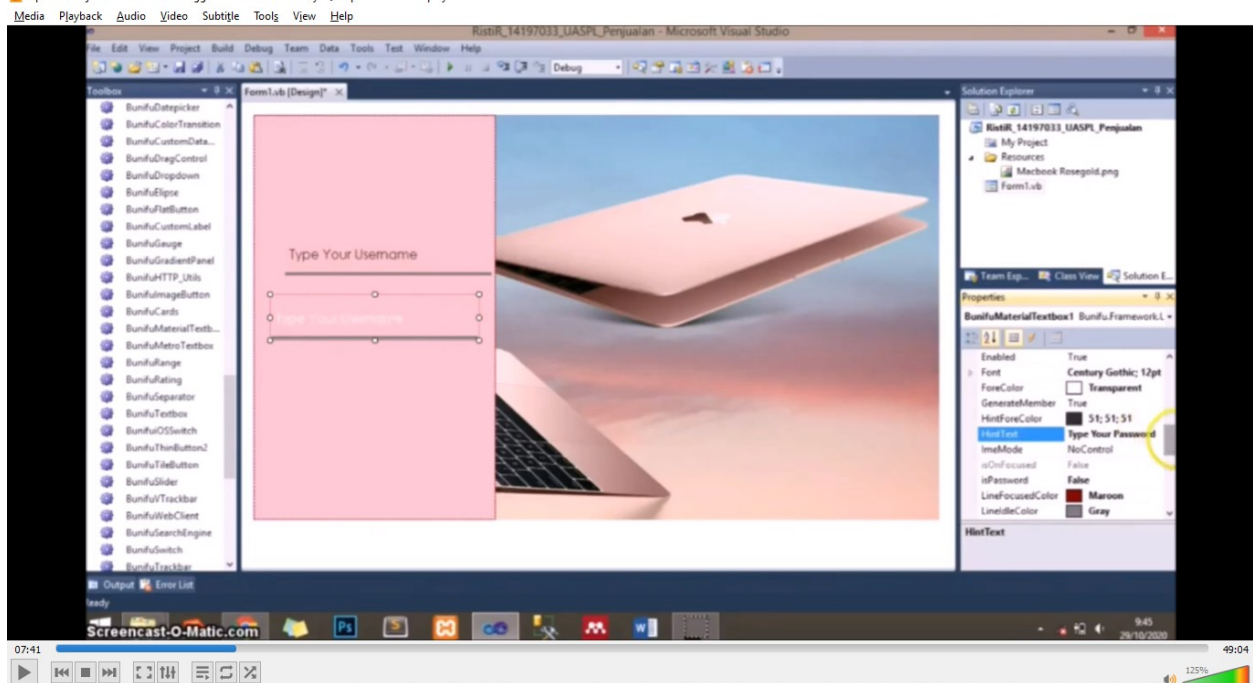 Media Playback Audio Video Subtitle Tools View Help
RistiR_14197033_UASPL_Penjualan - Microsoft Visual Studio
File Edit View Project Build Debug Team Data Tools Test Window Help
Debug
Toolbox
BunifuDatepicker
BunifuColorTransition
BunifuCustomData...
BunifuDragControl
BunifuDropdown
BunifuElipse
BunifuFlatButton
BunifuCustomLabel
BunifuGauge
BunifuGradientPanel
BunifuHTTP_Utils
BunifuImageButton
BunifuCards
BunifuMaterialTextb...
BunifuMetroTextbox
BunifuRange
BunifuRating
BunifuSeparator
BunifuTextbox
BunifuiOSSwitch
BunifuThinButton2
BunifuTileButton
BunifuSlider
BunifuVTrackbar
BunifuWebClient
BunifuSearchEngine
BunifuSwitch
BunifuTrackbar
Form1.vb [Design]*
Type Your Username
Type Your Username
Solution Explorer
RistiR_14197033_UASPL_Penjualan
My Project
Resources
Macbook Rosegold.png
Form1.vb
Team Exp... Class View Solution E...
Properties
BunifuMaterialTextbox1 Bunifu.Framework.L
Enabled True
Font Century Gothic; 12pt
ForeColor Transparent
GenerateMember True
HintForeColor 51; 51; 51
HintText Type Your Password
ImeMode NoControl
isOnFocused False
isPassword False
LineFocusedColor Maroon
LineIdleColor Gray
HintText
Output Error List
Ready
Screencast-O-Matic.com
Ps
S
W
9:45
29/10/2020
07:41
49:04
125%